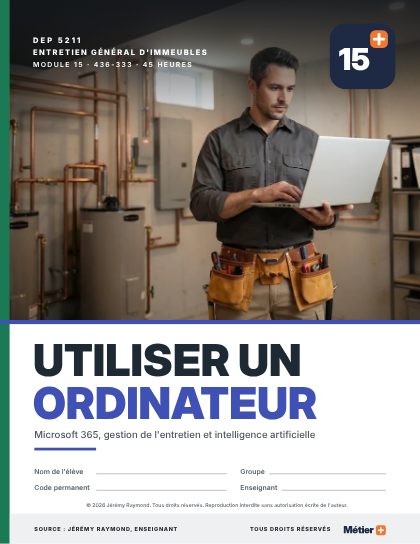 DEP 5211
ENTRETIEN GÉNÉRAL D'IMMEUBLES
MODULE 15 - 436-333 - 45 HEURES
15
UTILISER UN
ORDINATEUR
Microsoft 365, gestion de l'entretien et intelligence artificielle
Nom de l'élève
Groupe
Code permanent
Enseignant
© 2026 Jérémy Raymond. Tous droits réservés. Reproduction interdite sans autorisation écrite de l'auteur.
SOURCE : JÉRÉMY RAYMOND, ENSEIGNANT
TOUS DROITS RÉSERVÉS
Métier+